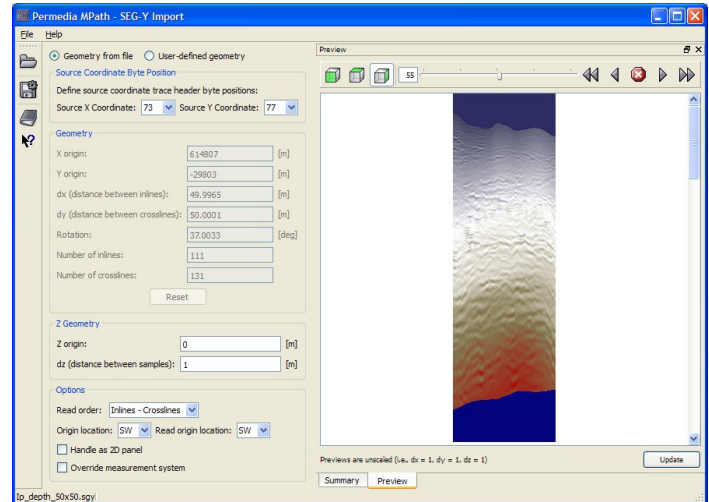 Permedia MPath - SEG-Y Import
File Help
Geometry from file User-defined geometry
Source Coordinate Byte Position
Define source coordinate trace header byte positions:
Source X Coordinate: 73 Source Y Coordinate: 77
Geometry
X origin: 614807 [m]
Y origin: -29803 [m]
dx (distance between inlines): 49.9965 [m]
dy (distance between crosslines): 50.0001 [m]
Rotation: 37.0033 [deg]
Number of inlines: 111
Number of crosslines: 131
Reset
Z Geometry
Z origin: 0 [m]
dz (distance between samples): 1 [m]
Options
Read order: Inlines - Crosslines
Origin location: SW Read origin location: SW
Handle as 2D panel
Override measurement system
Ip_depth_50x50.sgy
Preview
55
Previews are unscaled (i.e., dx = 1, dy = 1, dz = 1)
Update
Summary Preview